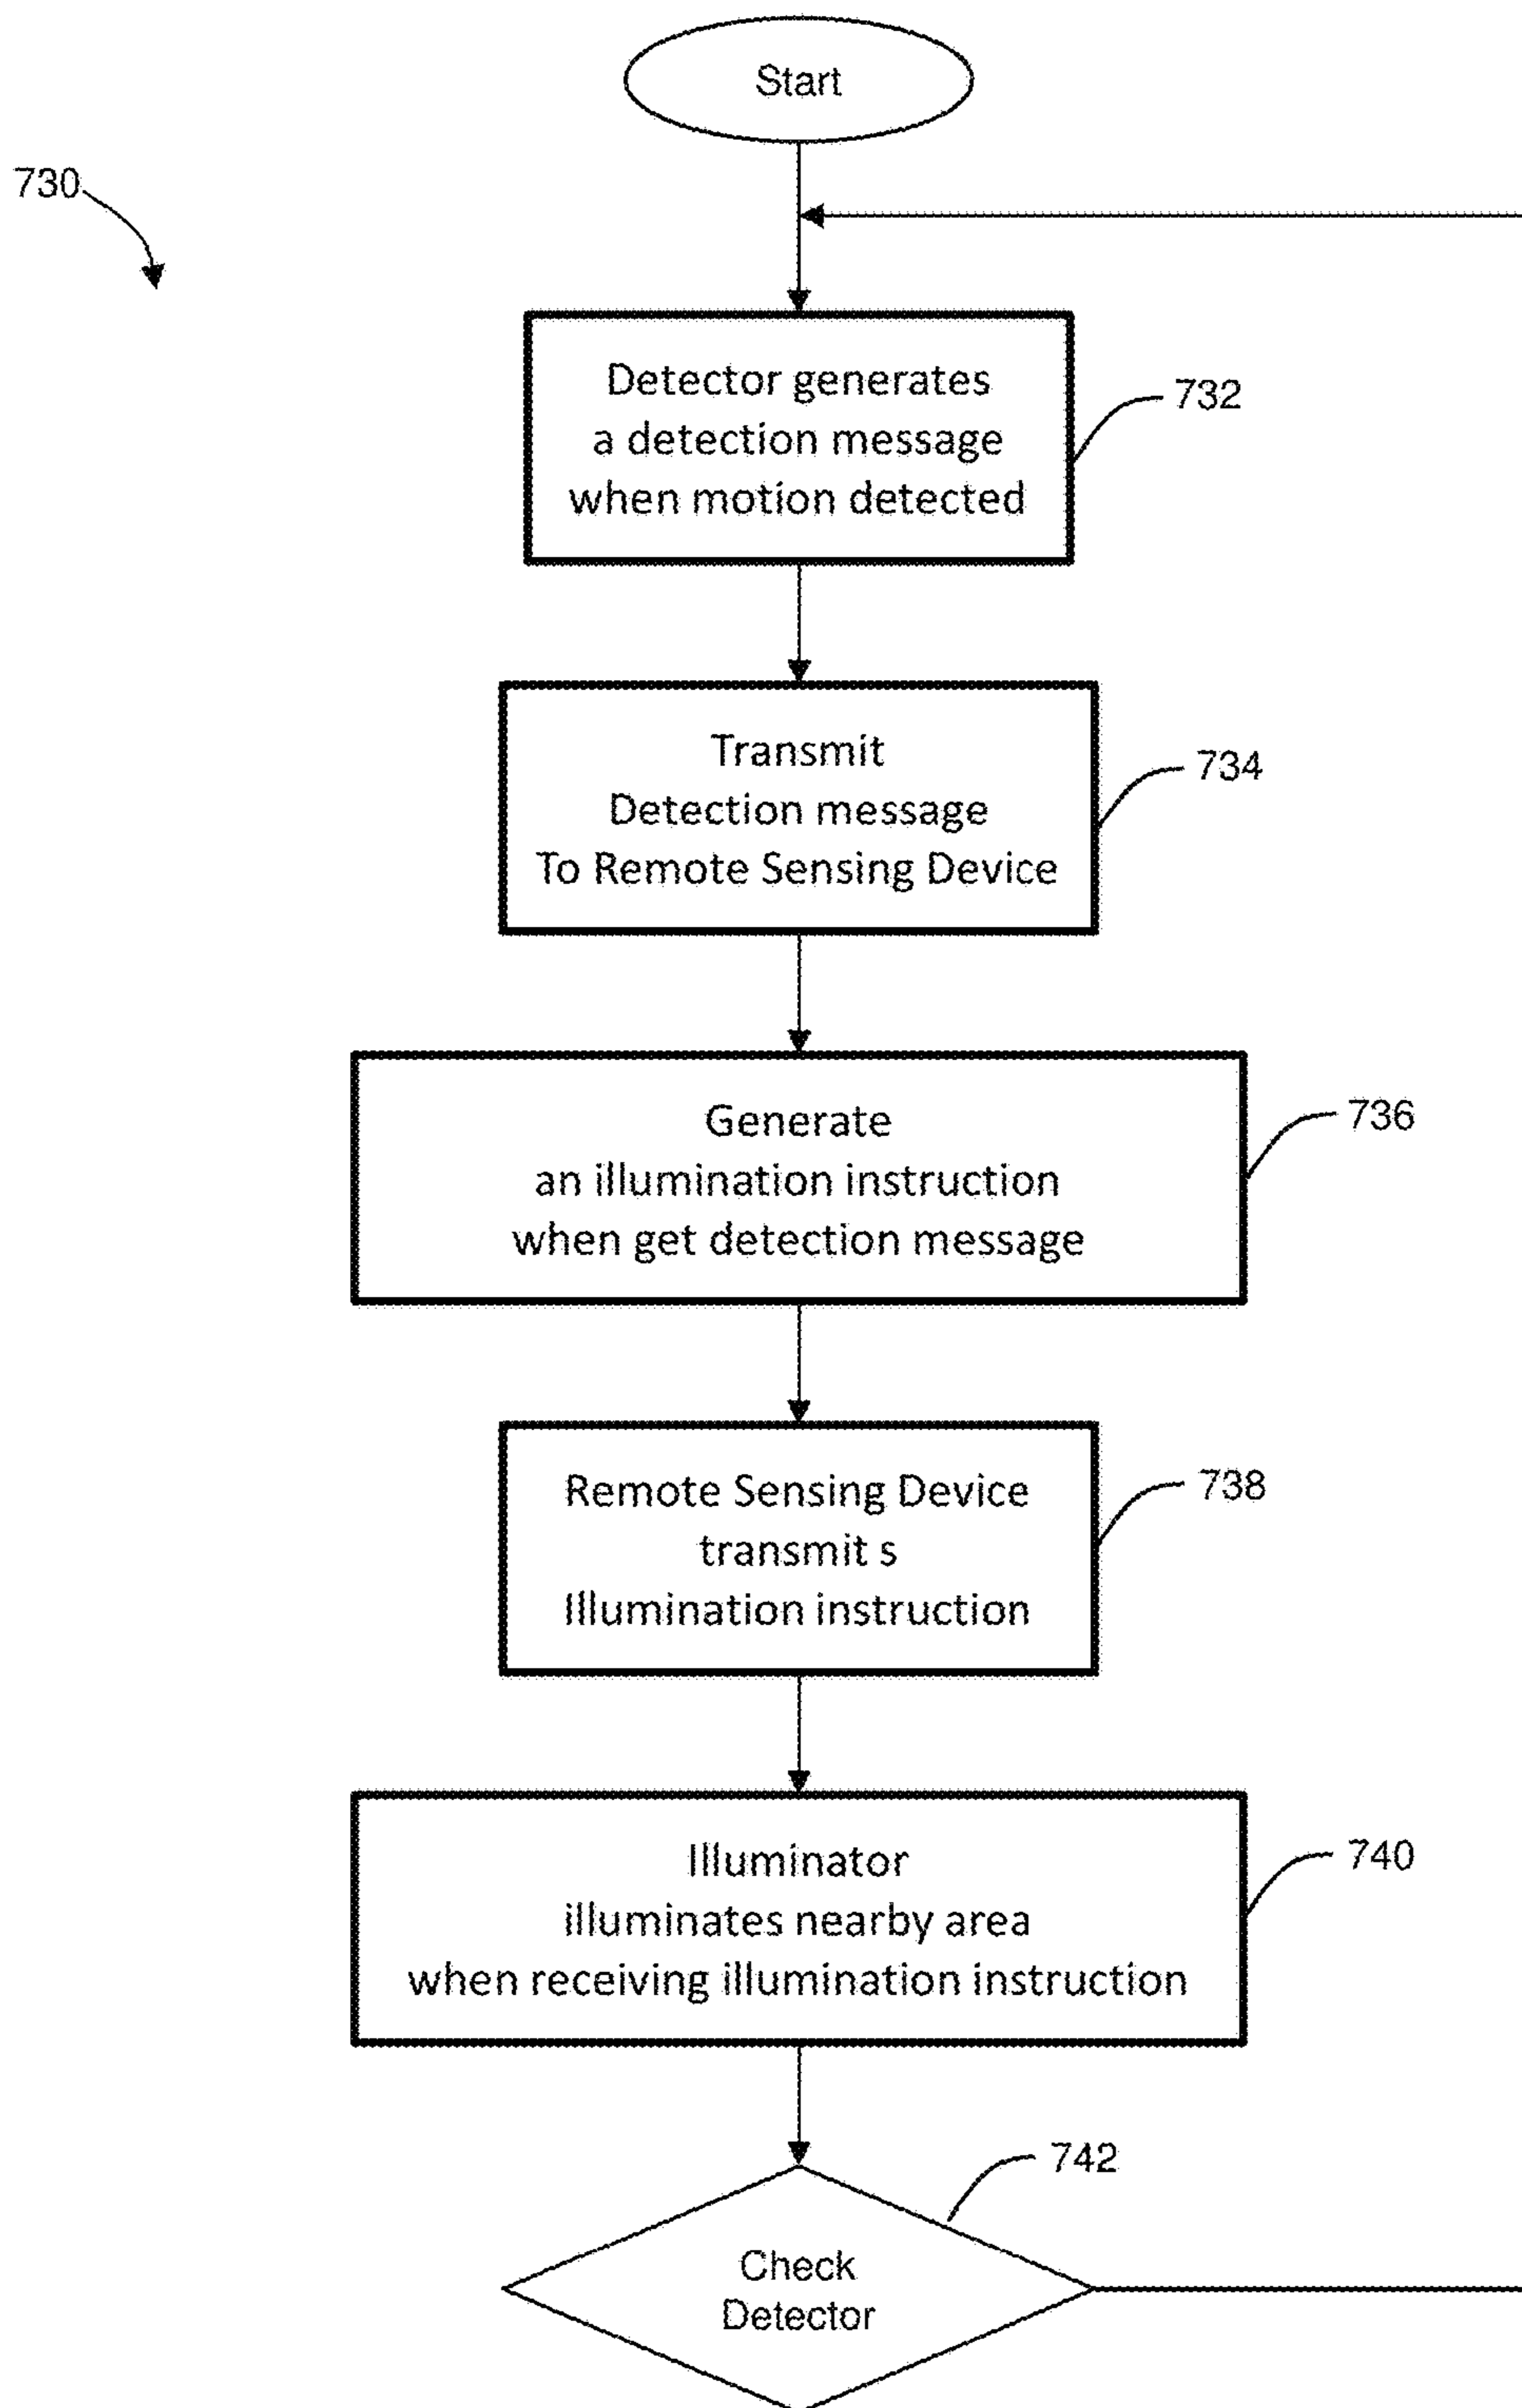 Start
730
Detector generates
a detection message
when motion detected
732
Transmit
Detection message
To Remote Sensing Device
734
Generate
an illumination instruction
when get detection message
736
Remote Sensing Device
transmit s
Illumination instruction
738
Illuminator
illuminates nearby area
when receiving illumination instruction
740
742
Check
Detector